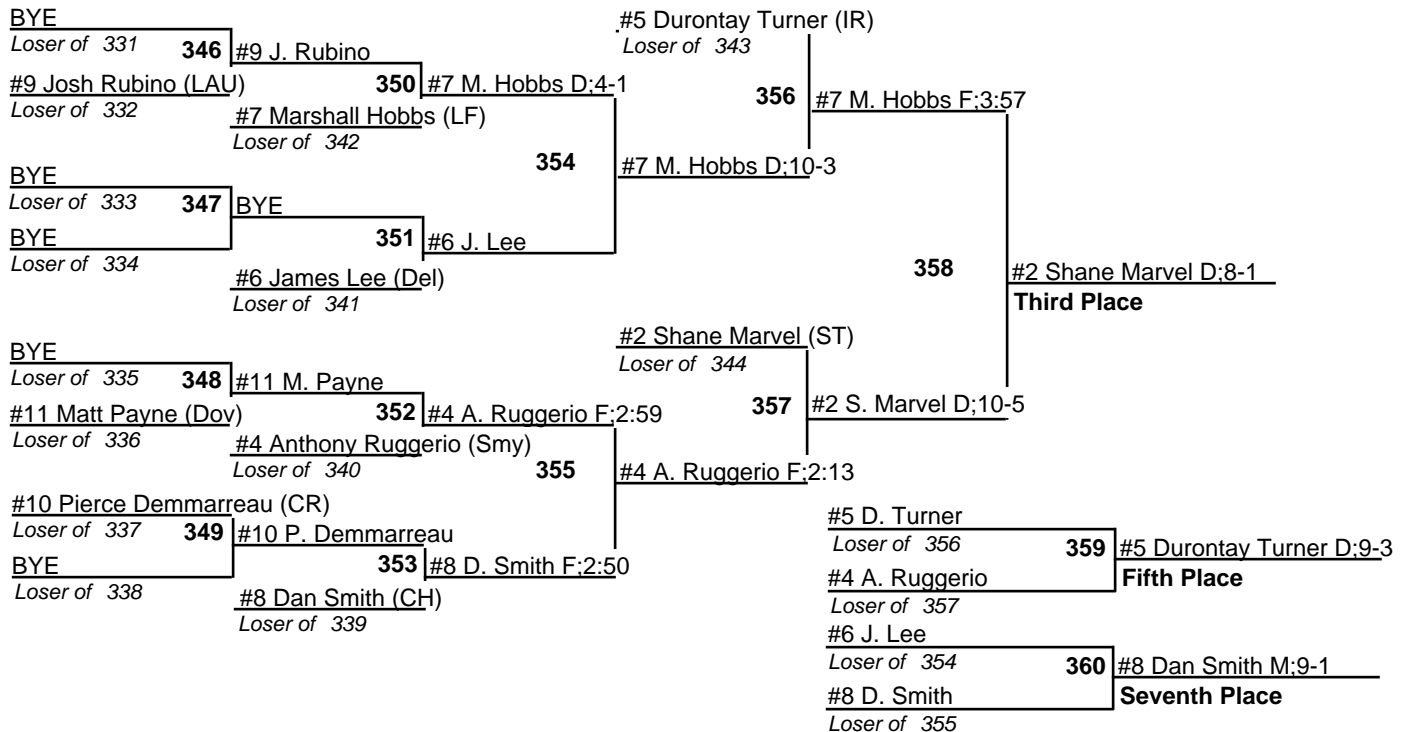 BYE
Loser of 331
346
#9 J. Rubino
#9 Josh Rubino (LAU)
Loser of 332
350
#7 M. Hobbs D;4-1
#7 Marshall Hobbs (LF)
Loser of 342
BYE
Loser of 333
347
BYE
BYE
Loser of 334
351
#6 J. Lee
#6 James Lee (Del)
Loser of 341
354
#7 M. Hobbs D;10-3
#5 Durontay Turner (IR)
Loser of 343
356
#7 M. Hobbs F;3:57
BYE
Loser of 335
348
#11 M. Payne
#11 Matt Payne (Dov)
Loser of 336
352
#4 A. Ruggerio F;2:59
#4 Anthony Ruggerio (Smy)
Loser of 340
#10 Pierce Demmarreau (CR)
Loser of 337
349
#10 P. Demmarreau
BYE
Loser of 338
353
#8 D. Smith F;2:50
#8 Dan Smith (CH)
Loser of 339
355
#4 A. Ruggerio F;2:13
#2 Shane Marvel (ST)
Loser of 344
357
#2 S. Marvel D;10-5
358
#2 Shane Marvel D;8-1
Third Place
#5 D. Turner
Loser of 356
359
#5 Durontay Turner D;9-3
#4 A. Ruggerio
Fifth Place
Loser of 357
#6 J. Lee
Loser of 354
360
#8 Dan Smith M;9-1
#8 D. Smith
Seventh Place
Loser of 355